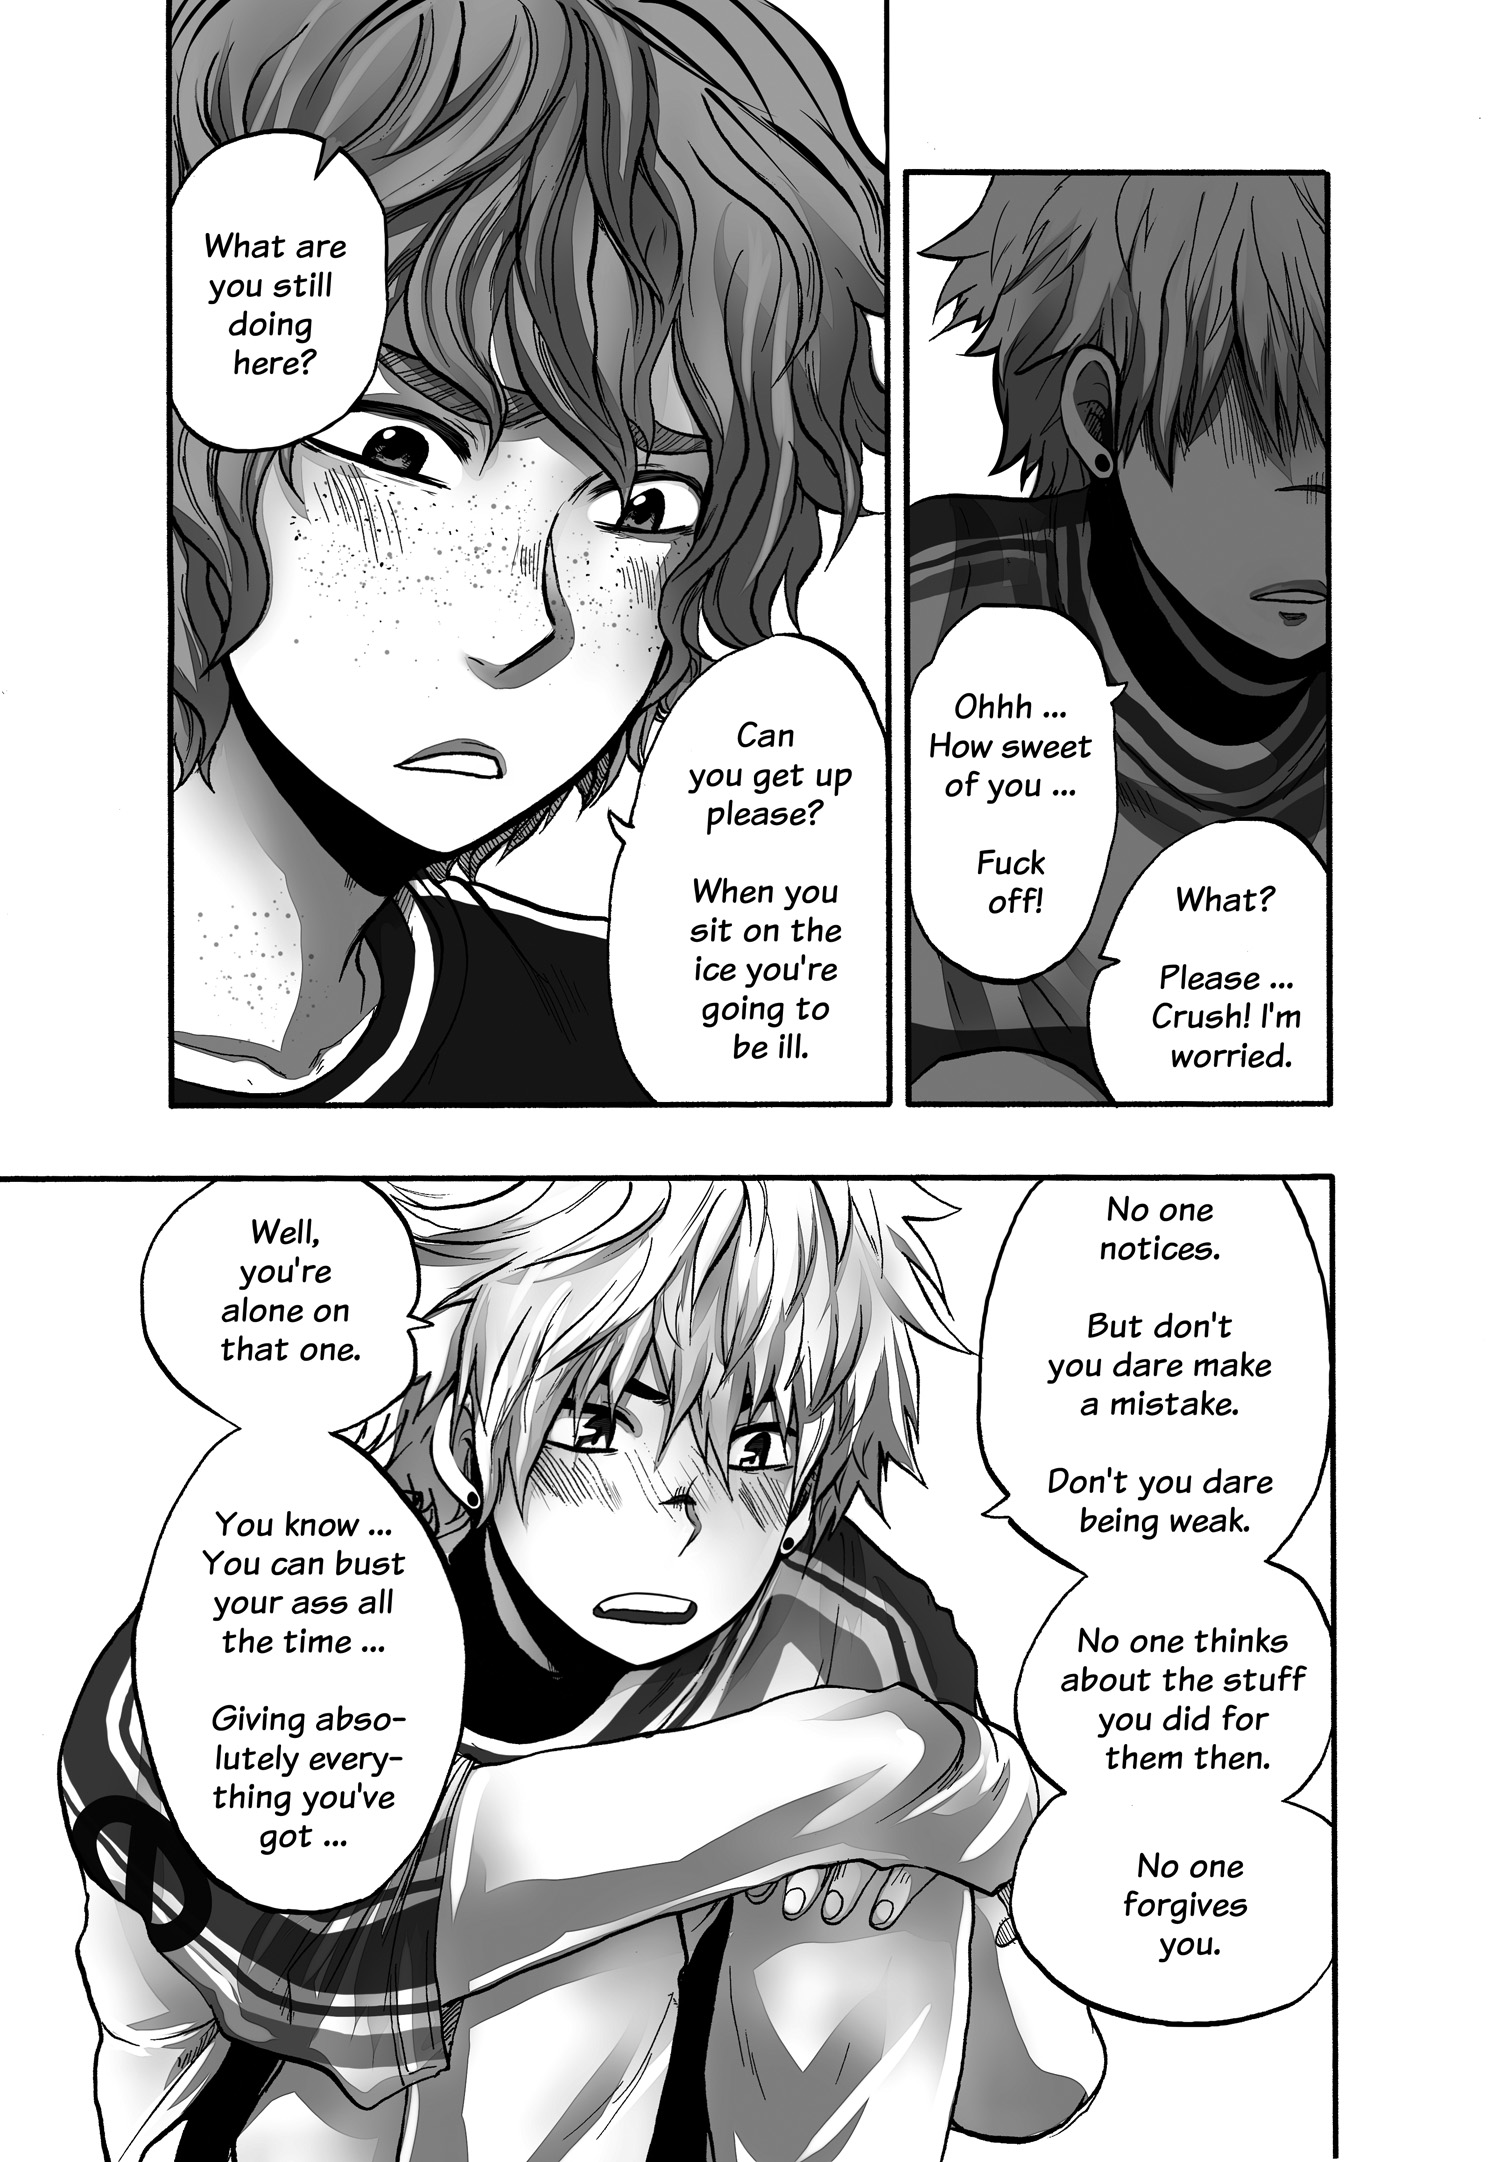 What are
you still
doing
here?
Can
you get up
please?
When you
sit on the
ice you're
going to
be ill.
Ohhh ...
How sweet
of you ...
Fuck
off!
What?
Please ...
Crush! I'm
worried.
Well,
you're
alone on
that one.
You know ...
You can bust
your ass all
the time ...
Giving abso-
lutely every-
thing you've
got ...
No one
notices.
But don't
you dare make
a mistake.
Don't you dare
being weak.
No one thinks
about the stuff
you did for
them then.
No one
forgives
you.